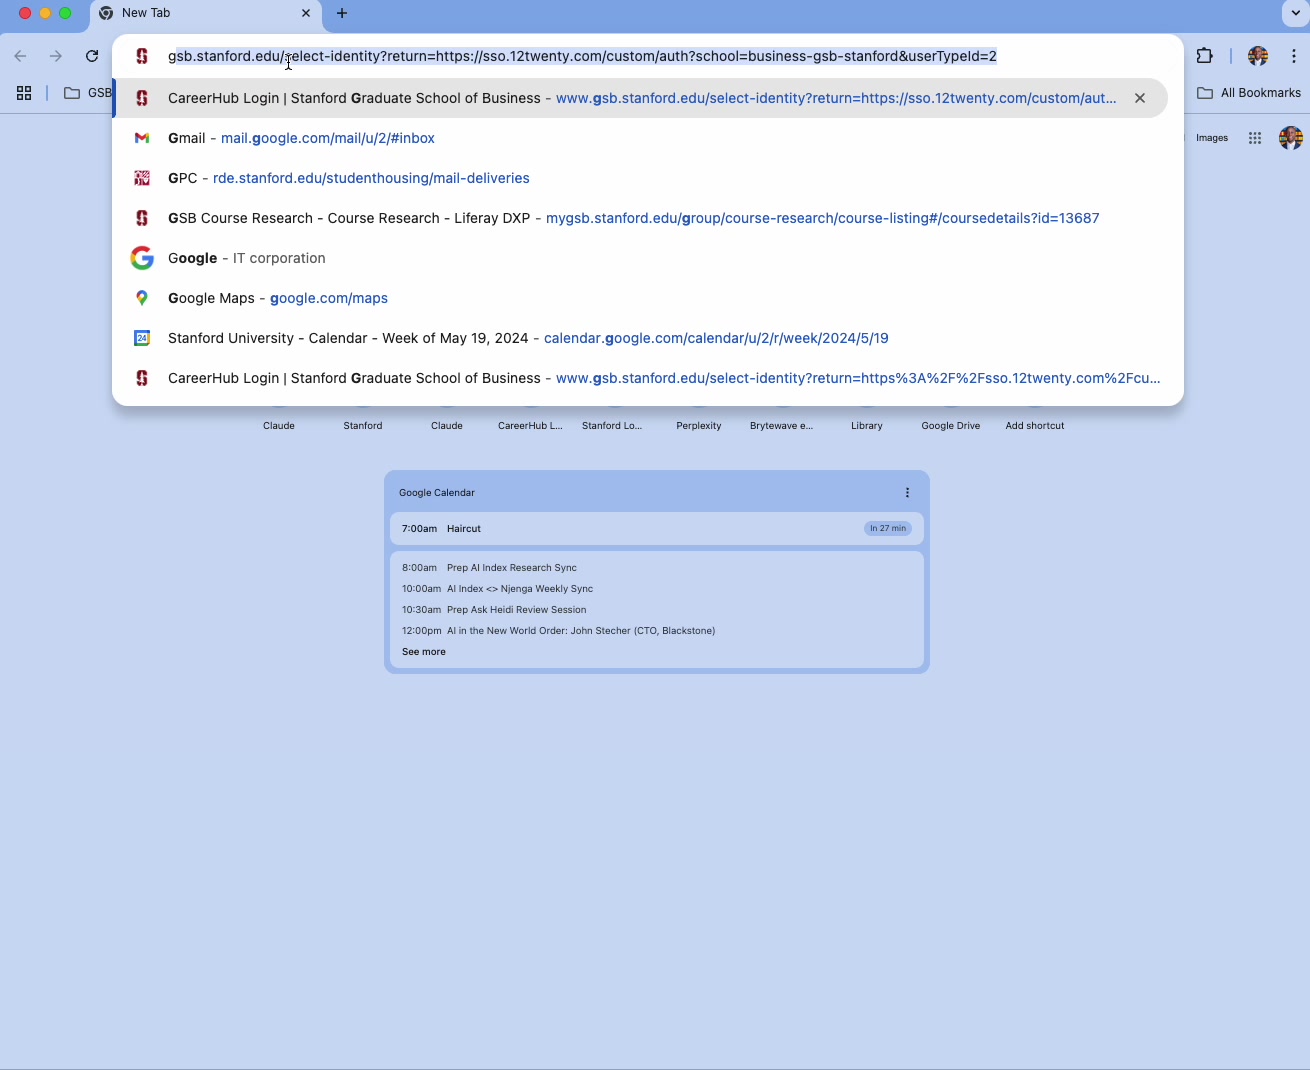 New Tab
gsb.stanford.edu/select-identity?return=https://sso.12twenty.com/custom/auth?school=business-gsb-stanford&userTypeId=2
CareerHub Login | Stanford Graduate School of Business - www.gsb.stanford.edu/select-identity?return=https://sso.12twenty.com/custom/aut...
GSB
All Bookmarks
Gmail - mail.google.com/mail/u/2/#inbox
Images
GPC - rde.stanford.edu/studenthousing/mail-deliveries
GSB Course Research - Course Research - Liferay DXP - mygsb.stanford.edu/group/course-research/course-listing#/coursedetails?id=13687
Google - IT corporation
Google Maps - google.com/maps
24 Stanford University - Calendar - Week of May 19, 2024 - calendar.google.com/calendar/u/2/r/week/2024/5/19
CareerHub Login | Stanford Graduate School of Business - www.gsb.stanford.edu/select-identity?return=https%3A%2F%2Fsso.12twenty.com%2Fcu...
Claude Stanford Claude CareerHub L... Stanford Lo... Perplexity Brytewave e... Library Google Drive Add shortcut
Google Calendar
7:00am Haircut In 27 min
8:00am Prep AI Index Research Sync
10:00am AI Index <> Njenga Weekly Sync
10:30am Prep Ask Heidi Review Session
12:00pm AI in the New World Order: John Stecher (CTO, Blackstone)
See more